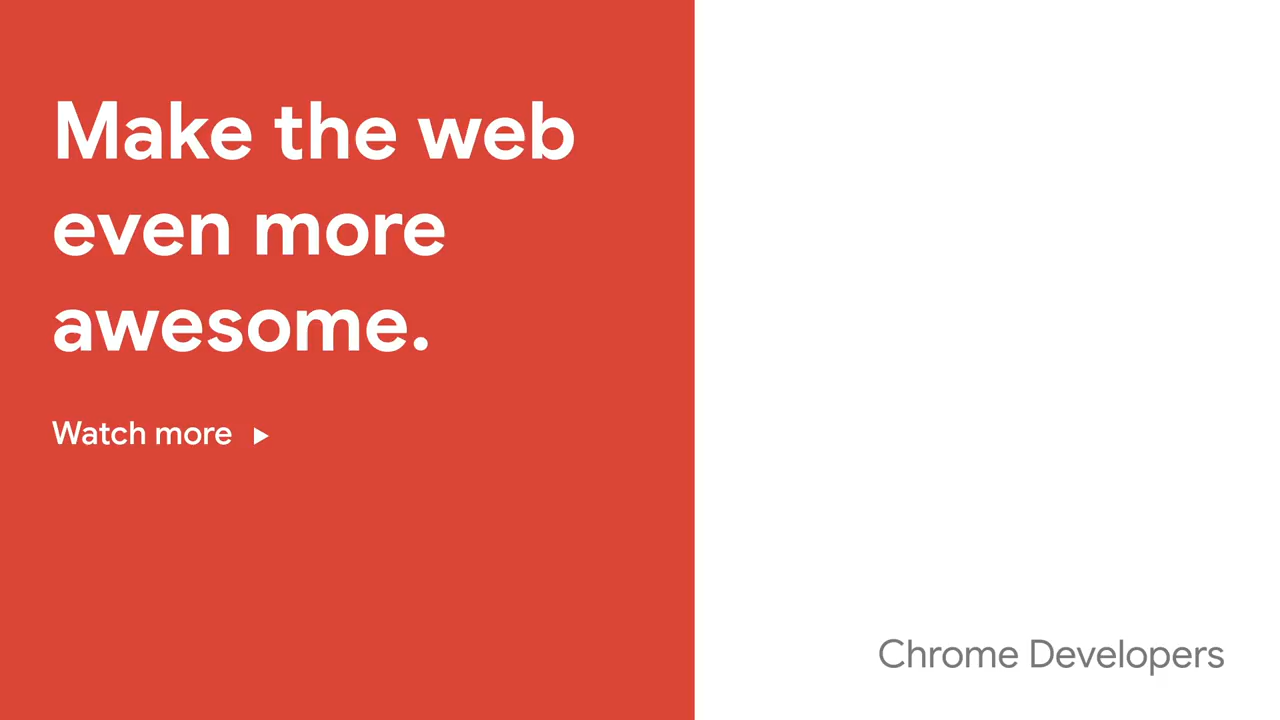 Make the web
even more
awesome.
Watch more
Chrome Developers